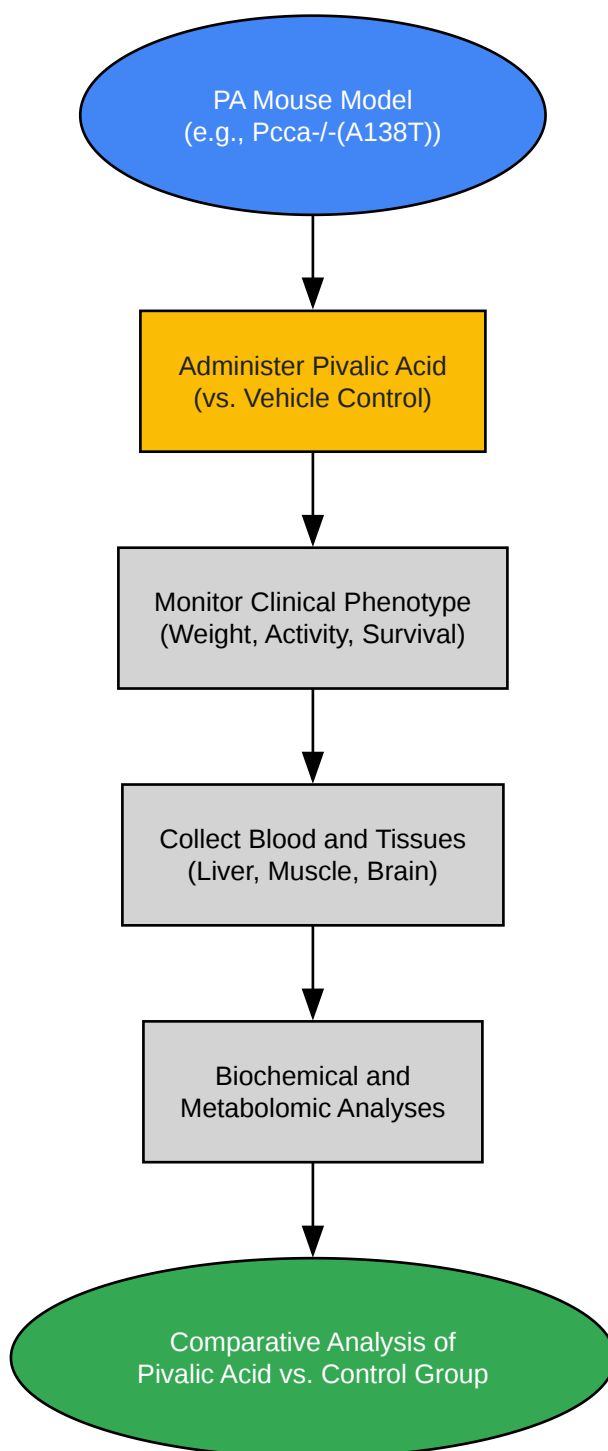 PA Mouse Model
(e.g., Pcca-/-(A138T))
Administer Pivalic Acid
(vs. Vehicle Control)
Monitor Clinical Phenotype
(Weight, Activity, Survival)
Collect Blood and Tissues
(Liver, Muscle, Brain)
Biochemical and
Metabolomic Analyses
Comparative Analysis of
Pivalic Acid vs. Control Group